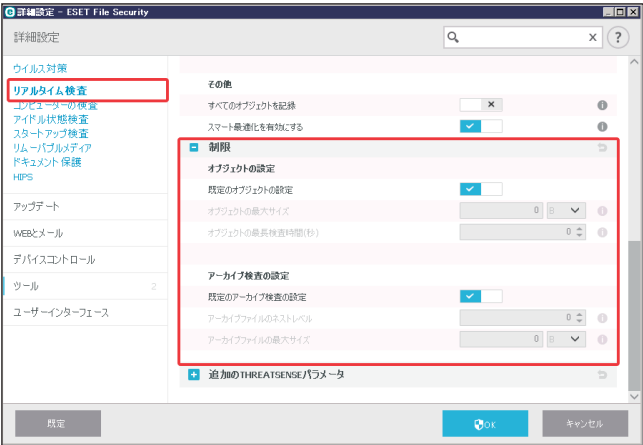 詳細設定 - ESET File Security
詳細設定
?
ウイルス対策
リアルタイム検査
コンピューターの検査
アイドル状態検査
スタートアップ検査
リムーバブルメディア
ドキュメント保護
HIPS
アップデート
WEBとメール
デバイスコントロール
ツール 2
ユーザーインターフェース
その他
すべてのオブジェクトを記録
スマート最適化を有効にする
制限
オブジェクトの設定
既定のオブジェクトの設定
オブジェクトの最大サイズ 0 B
オブジェクトの最長検査時間(秒) 0
アーカイブ検査の設定
既定のアーカイブ検査の設定
アーカイブファイルのネストレベル 0
アーカイブファイルの最大サイズ 0 B
追加のTHREATSENSEパラメータ
既定
OK
キャンセル